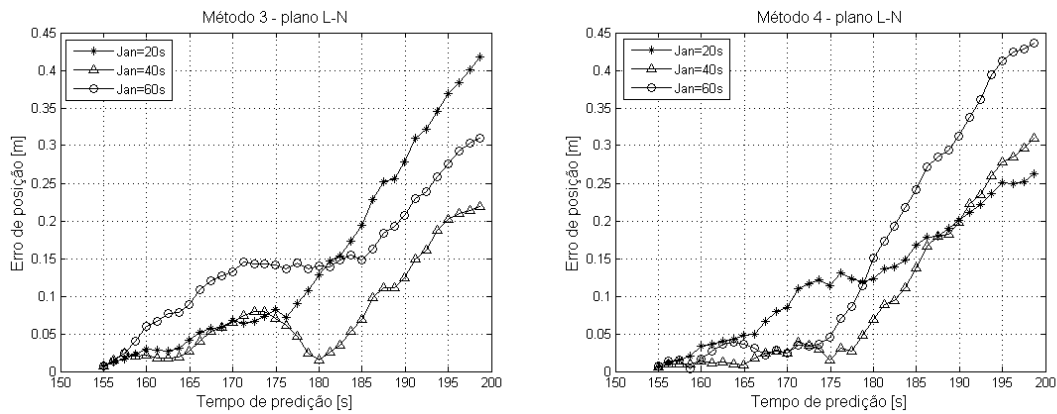 Método 3 - plano L-N
Jan=20s
Jan=40s
Jan=60s
Erro de posição [m]
0.45
0.4
0.35
0.3
0.25
0.2
0.15
0.1
0.05
0
150 155 160 165 170 175 180 185 190 195 200
Tempo de predição [s]
Método 4 - plano L-N
Jan=20s
Jan=40s
Jan=60s
Erro de posição [m]
0.45
0.4
0.35
0.3
0.25
0.2
0.15
0.1
0.05
0
150 155 160 165 170 175 180 185 190 195 200
Tempo de predição [s]